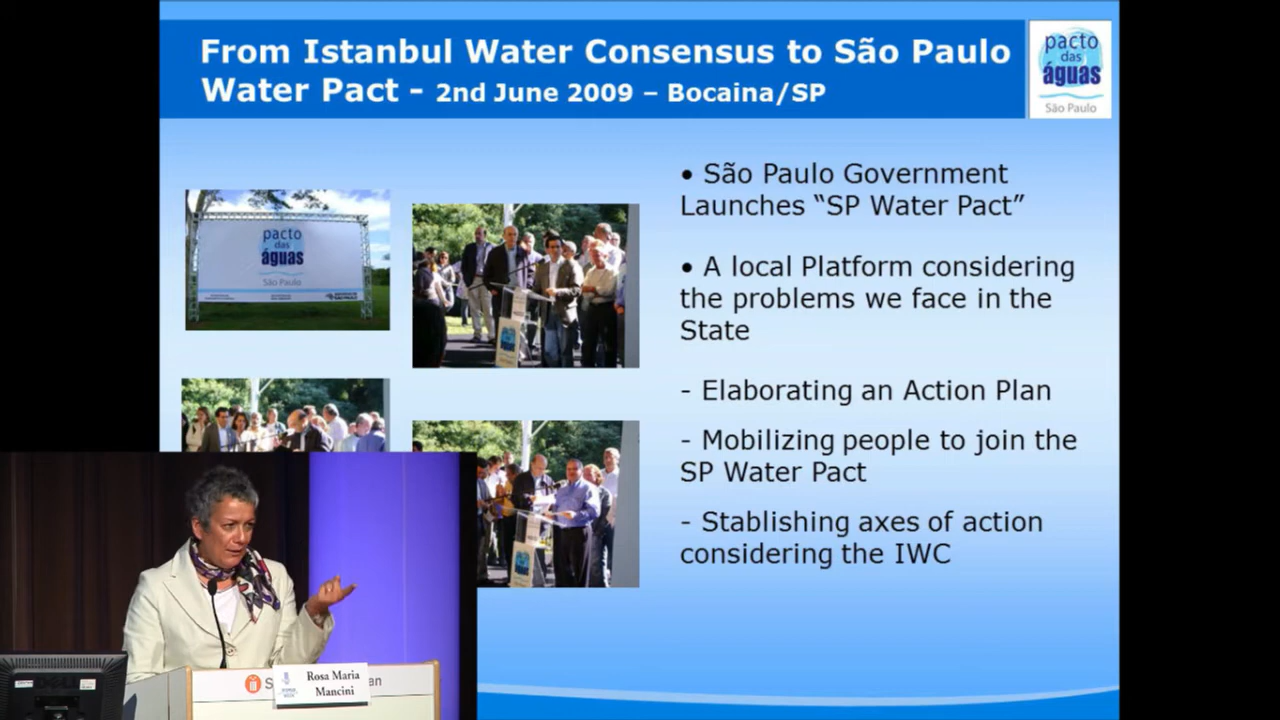 From Istanbul Water Consensus to São Paulo
Water Pact - 2nd June 2009 – Bocaina/SP
pacto
das
águas
São Paulo
• São Paulo Government
Launches “SP Water Pact”
• A local Platform considering
the problems we face in the
State
- Elaborating an Action Plan
- Mobilizing people to join the
SP Water Pact
- Stablishing axes of action
considering the IWC
pacto
das
águas
São Paulo
DELL
Rosa Maria
Mancini